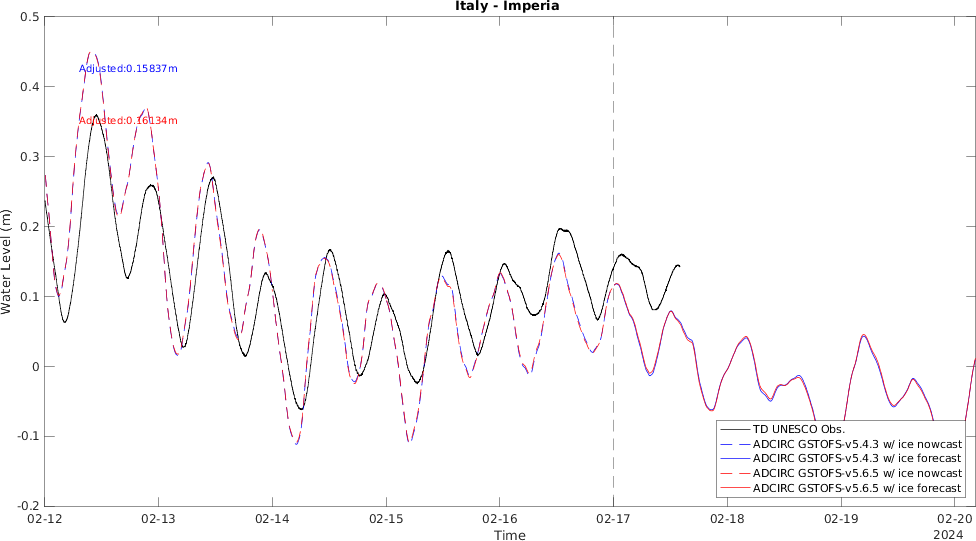 Italy - Imperia
Water Level (m)
0.5
0.4
0.3
0.2
0.1
0
-0.1
-0.2
Adjusted:0.15837m
Adjusted:0.16134m
TD UNESCO Obs.
ADCIRC GSTOFS-v5.4.3 w/ ice nowcast
ADCIRC GSTOFS-v5.4.3 w/ ice forecast
ADCIRC GSTOFS-v5.6.5 w/ ice nowcast
ADCIRC GSTOFS-v5.6.5 w/ ice forecast
02-12 02-13 02-14 02-15 02-16 02-17 02-18 02-19 02-20
Time
2024